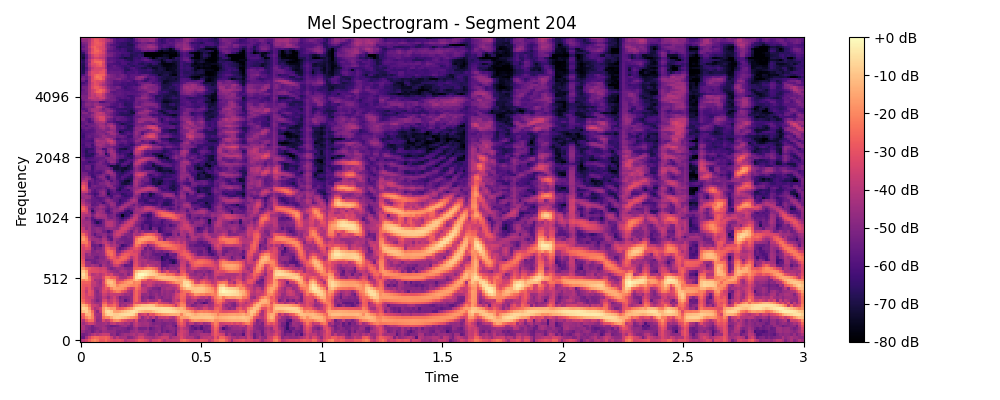 Mel Spectrogram - Segment 204
Frequency
4096
2048
1024
512
0
0
0.5
1
1.5
2
2.5
3
Time
+0 dB
-10 dB
-20 dB
-30 dB
-40 dB
-50 dB
-60 dB
-70 dB
-80 dB